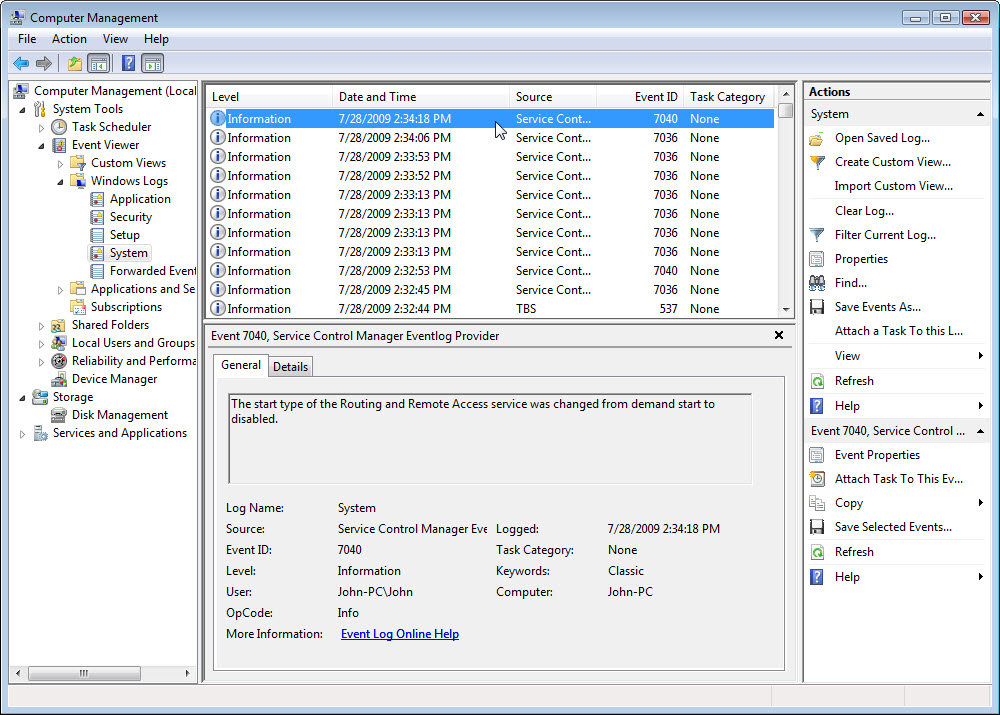 Computer Management
File Action View Help
Computer Management (Local
System Tools
Task Scheduler
Event Viewer
Custom Views
Windows Logs
Application
Security
Setup
System
Forwarded Event
Applications and Se
Subscriptions
Shared Folders
Local Users and Groups
Reliability and Performa
Device Manager
Storage
Disk Management
Services and Applications
Level Date and Time Source Event ID Task Category
Information 7/28/2009 2:34:18 PM Service Cont... 7040 None
Information 7/28/2009 2:34:06 PM Service Cont... 7036 None
Information 7/28/2009 2:33:53 PM Service Cont... 7036 None
Information 7/28/2009 2:33:52 PM Service Cont... 7036 None
Information 7/28/2009 2:33:13 PM Service Cont... 7036 None
Information 7/28/2009 2:33:13 PM Service Cont... 7036 None
Information 7/28/2009 2:33:13 PM Service Cont... 7036 None
Information 7/28/2009 2:33:13 PM Service Cont... 7036 None
Information 7/28/2009 2:32:53 PM Service Cont... 7040 None
Information 7/28/2009 2:32:45 PM Service Cont... 7036 None
Information 7/28/2009 2:32:44 PM TBS 537 None
Event 7040, Service Control Manager Eventlog Provider
General Details
The start type of the Routing and Remote Access service was changed from demand start to
disabled.
Log Name: System
Source: Service Control Manager Eve Logged: 7/28/2009 2:34:18 PM
Event ID: 7040 Task Category: None
Level: Information Keywords: Classic
User: John-PC\John Computer: John-PC
OpCode: Info
More Information: Event Log Online Help
Actions
System
Open Saved Log...
Create Custom View...
Import Custom View...
Clear Log...
Filter Current Log...
Properties
Find...
Save Events As...
Attach a Task To this L...
View
Refresh
Help
Event 7040, Service Control ...
Event Properties
Attach Task To This Ev...
Copy
Save Selected Events...
Refresh
Help